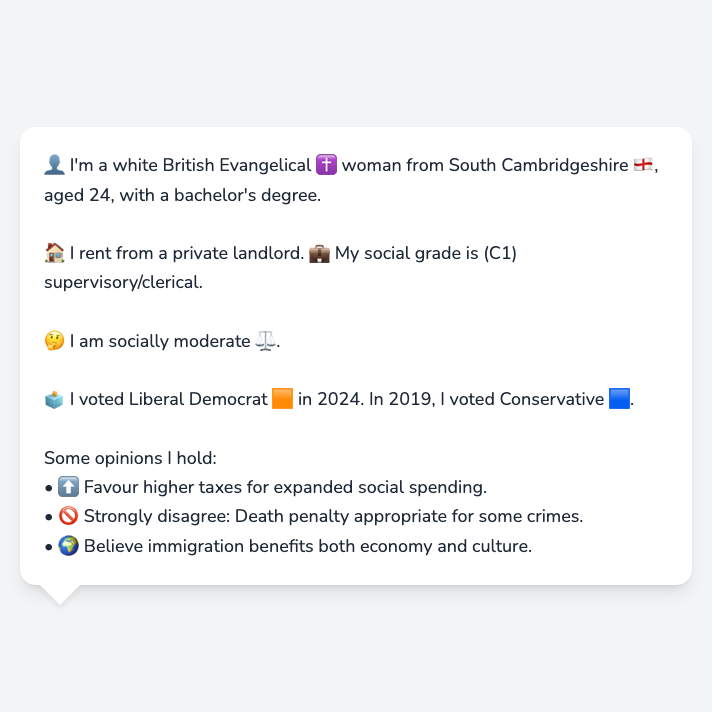 👤 I'm a white British Evangelical ✝️ woman from South Cambridgeshire 🏴󠁧󠁢󠁥󠁮󠁧󠁿,
aged 24, with a bachelor's degree.
🏠 I rent from a private landlord. 💼 My social grade is (C1)
supervisory/clerical.
🤔 I am socially moderate ⚖️.
🗳️ I voted Liberal Democrat 🟧 in 2024. In 2019, I voted Conservative 🟦.
Some opinions I hold:
• ⬆️ Favour higher taxes for expanded social spending.
• 🚫 Strongly disagree: Death penalty appropriate for some crimes.
• 🌍 Believe immigration benefits both economy and culture.